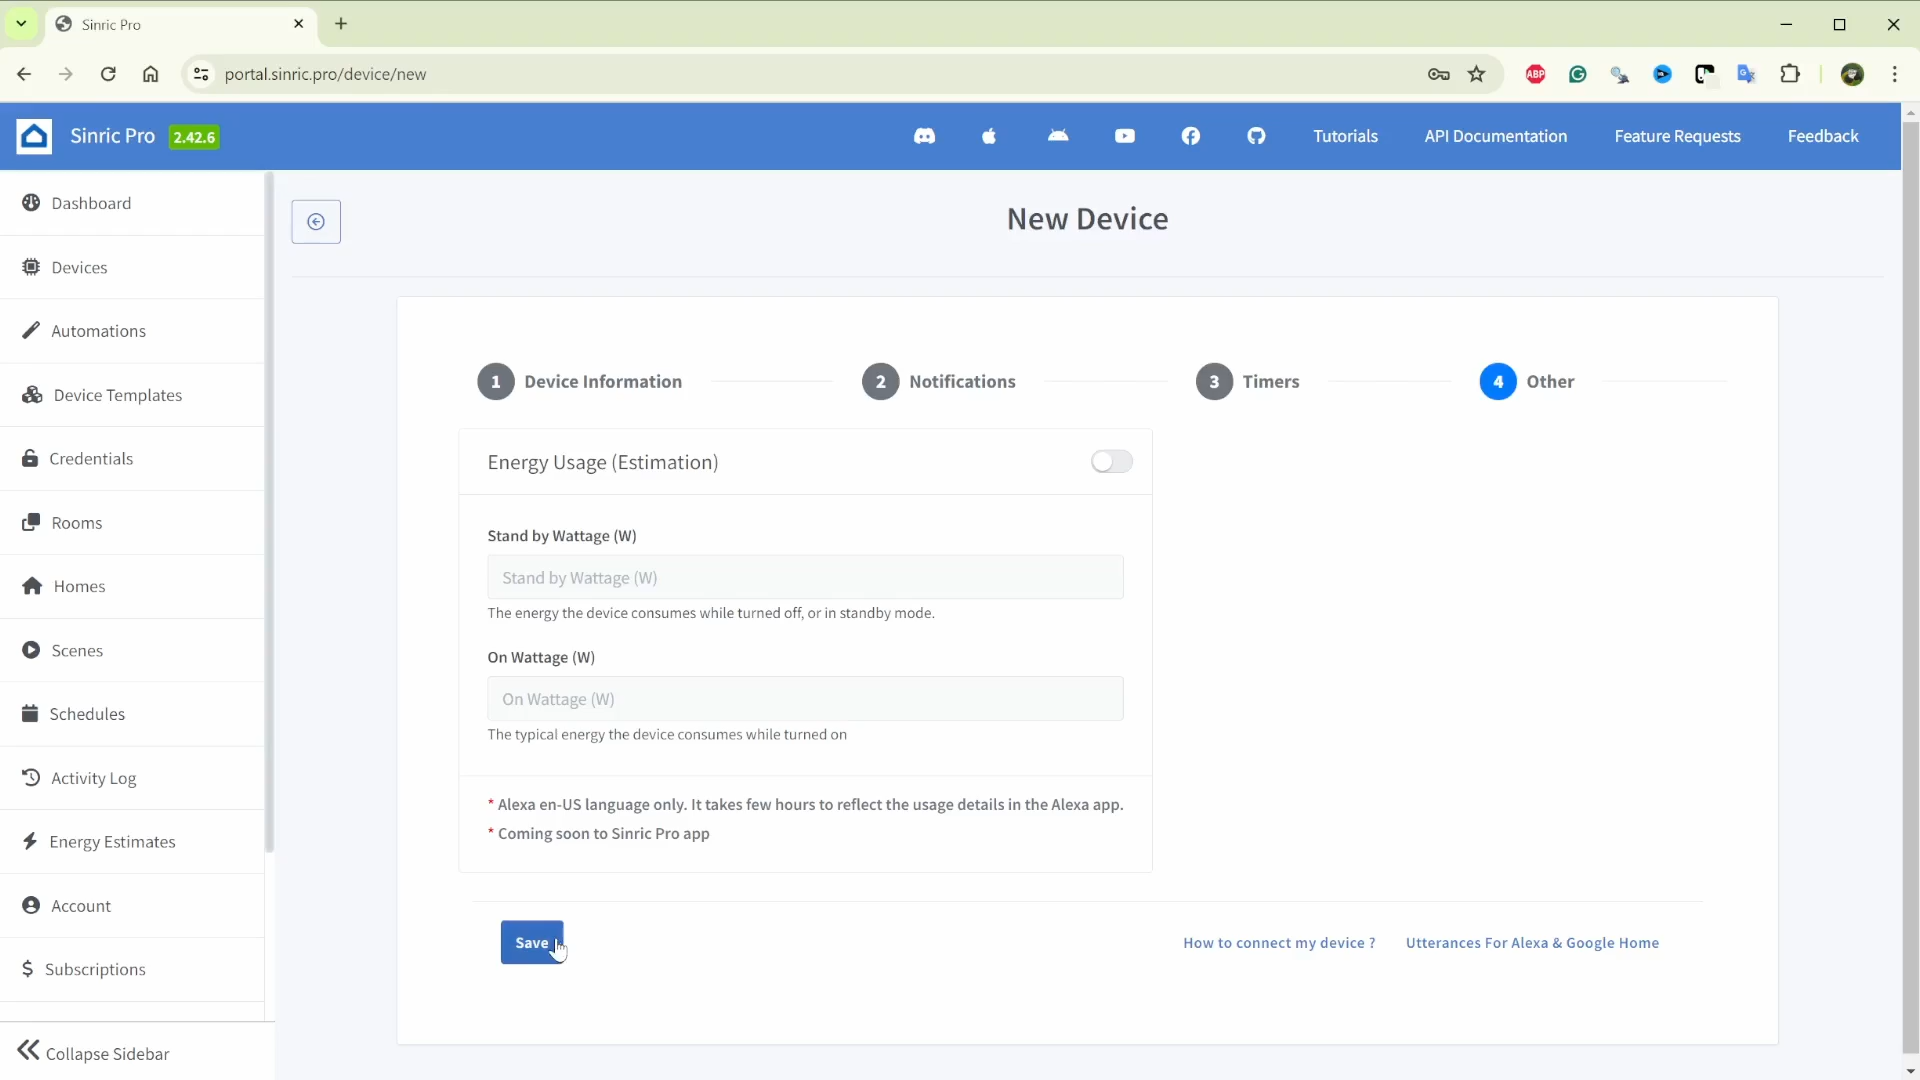 Sinric Pro
portal.sinric.pro/device/new
ABP
Sinric Pro 2.42.6
Tutorials
API Documentation
Feature Requests
Feedback
Dashboard
Devices
Automations
Device Templates
Credentials
Rooms
Homes
Scenes
Schedules
Activity Log
Energy Estimates
Account
$ Subscriptions
Collapse Sidebar
New Device
1 Device Information
2 Notifications
3 Timers
4 Other
Energy Usage (Estimation)
Stand by Wattage (W)
Stand by Wattage (W)
The energy the device consumes while turned off, or in standby mode.
On Wattage (W)
On Wattage (W)
The typical energy the device consumes while turned on
* Alexa en-US language only. It takes few hours to reflect the usage details in the Alexa app.
* Coming soon to Sinric Pro app
Save
How to connect my device ?
Utterances For Alexa & Google Home